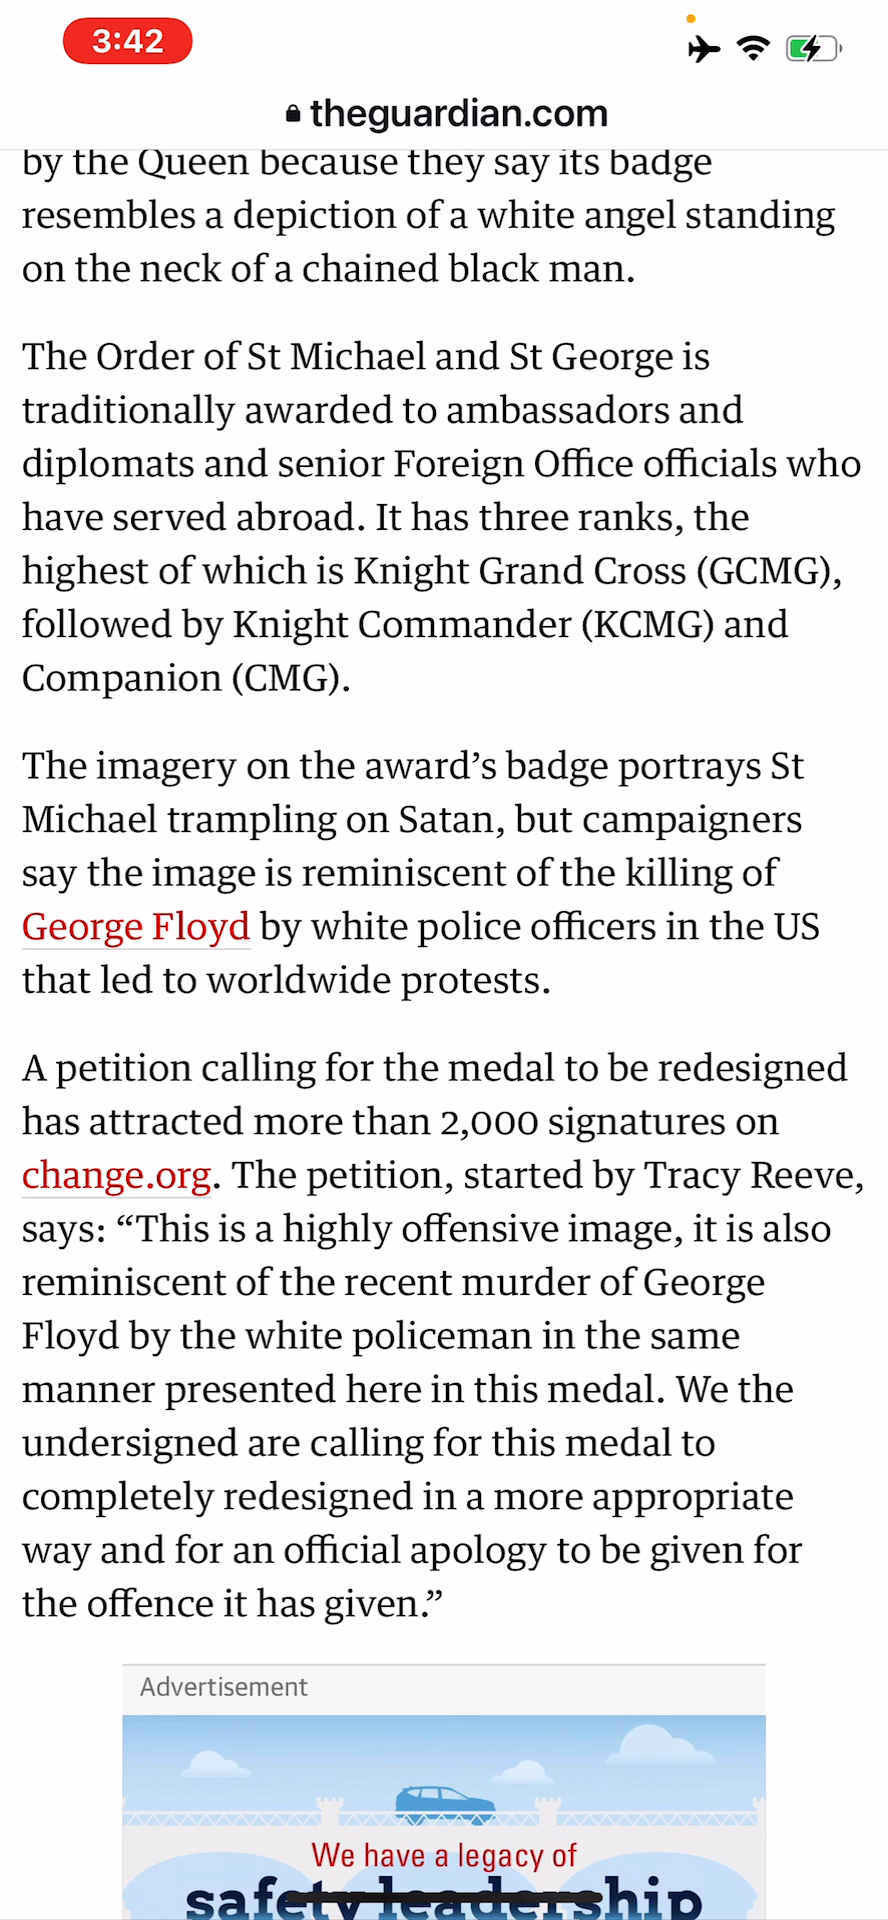 3:42
theguardian.com
by the Queen because they say its badge
resembles a depiction of a white angel standing
on the neck of a chained black man.
The Order of St Michael and St George is
traditionally awarded to ambassadors and
diplomats and senior Foreign Office officials who
have served abroad. It has three ranks, the
highest of which is Knight Grand Cross (GCMG),
followed by Knight Commander (KCMG) and
Companion (CMG).
The imagery on the award’s badge portrays St
Michael trampling on Satan, but campaigners
say the image is reminiscent of the killing of
George Floyd by white police officers in the US
that led to worldwide protests.
A petition calling for the medal to be redesigned
has attracted more than 2,000 signatures on
change.org. The petition, started by Tracy Reeve,
says: “This is a highly offensive image, it is also
reminiscent of the recent murder of George
Floyd by the white policeman in the same
manner presented here in this medal. We the
undersigned are calling for this medal to
completely redesigned in a more appropriate
way and for an official apology to be given for
the offence it has given.”
Advertisement
We have a legacy of
safety leadership